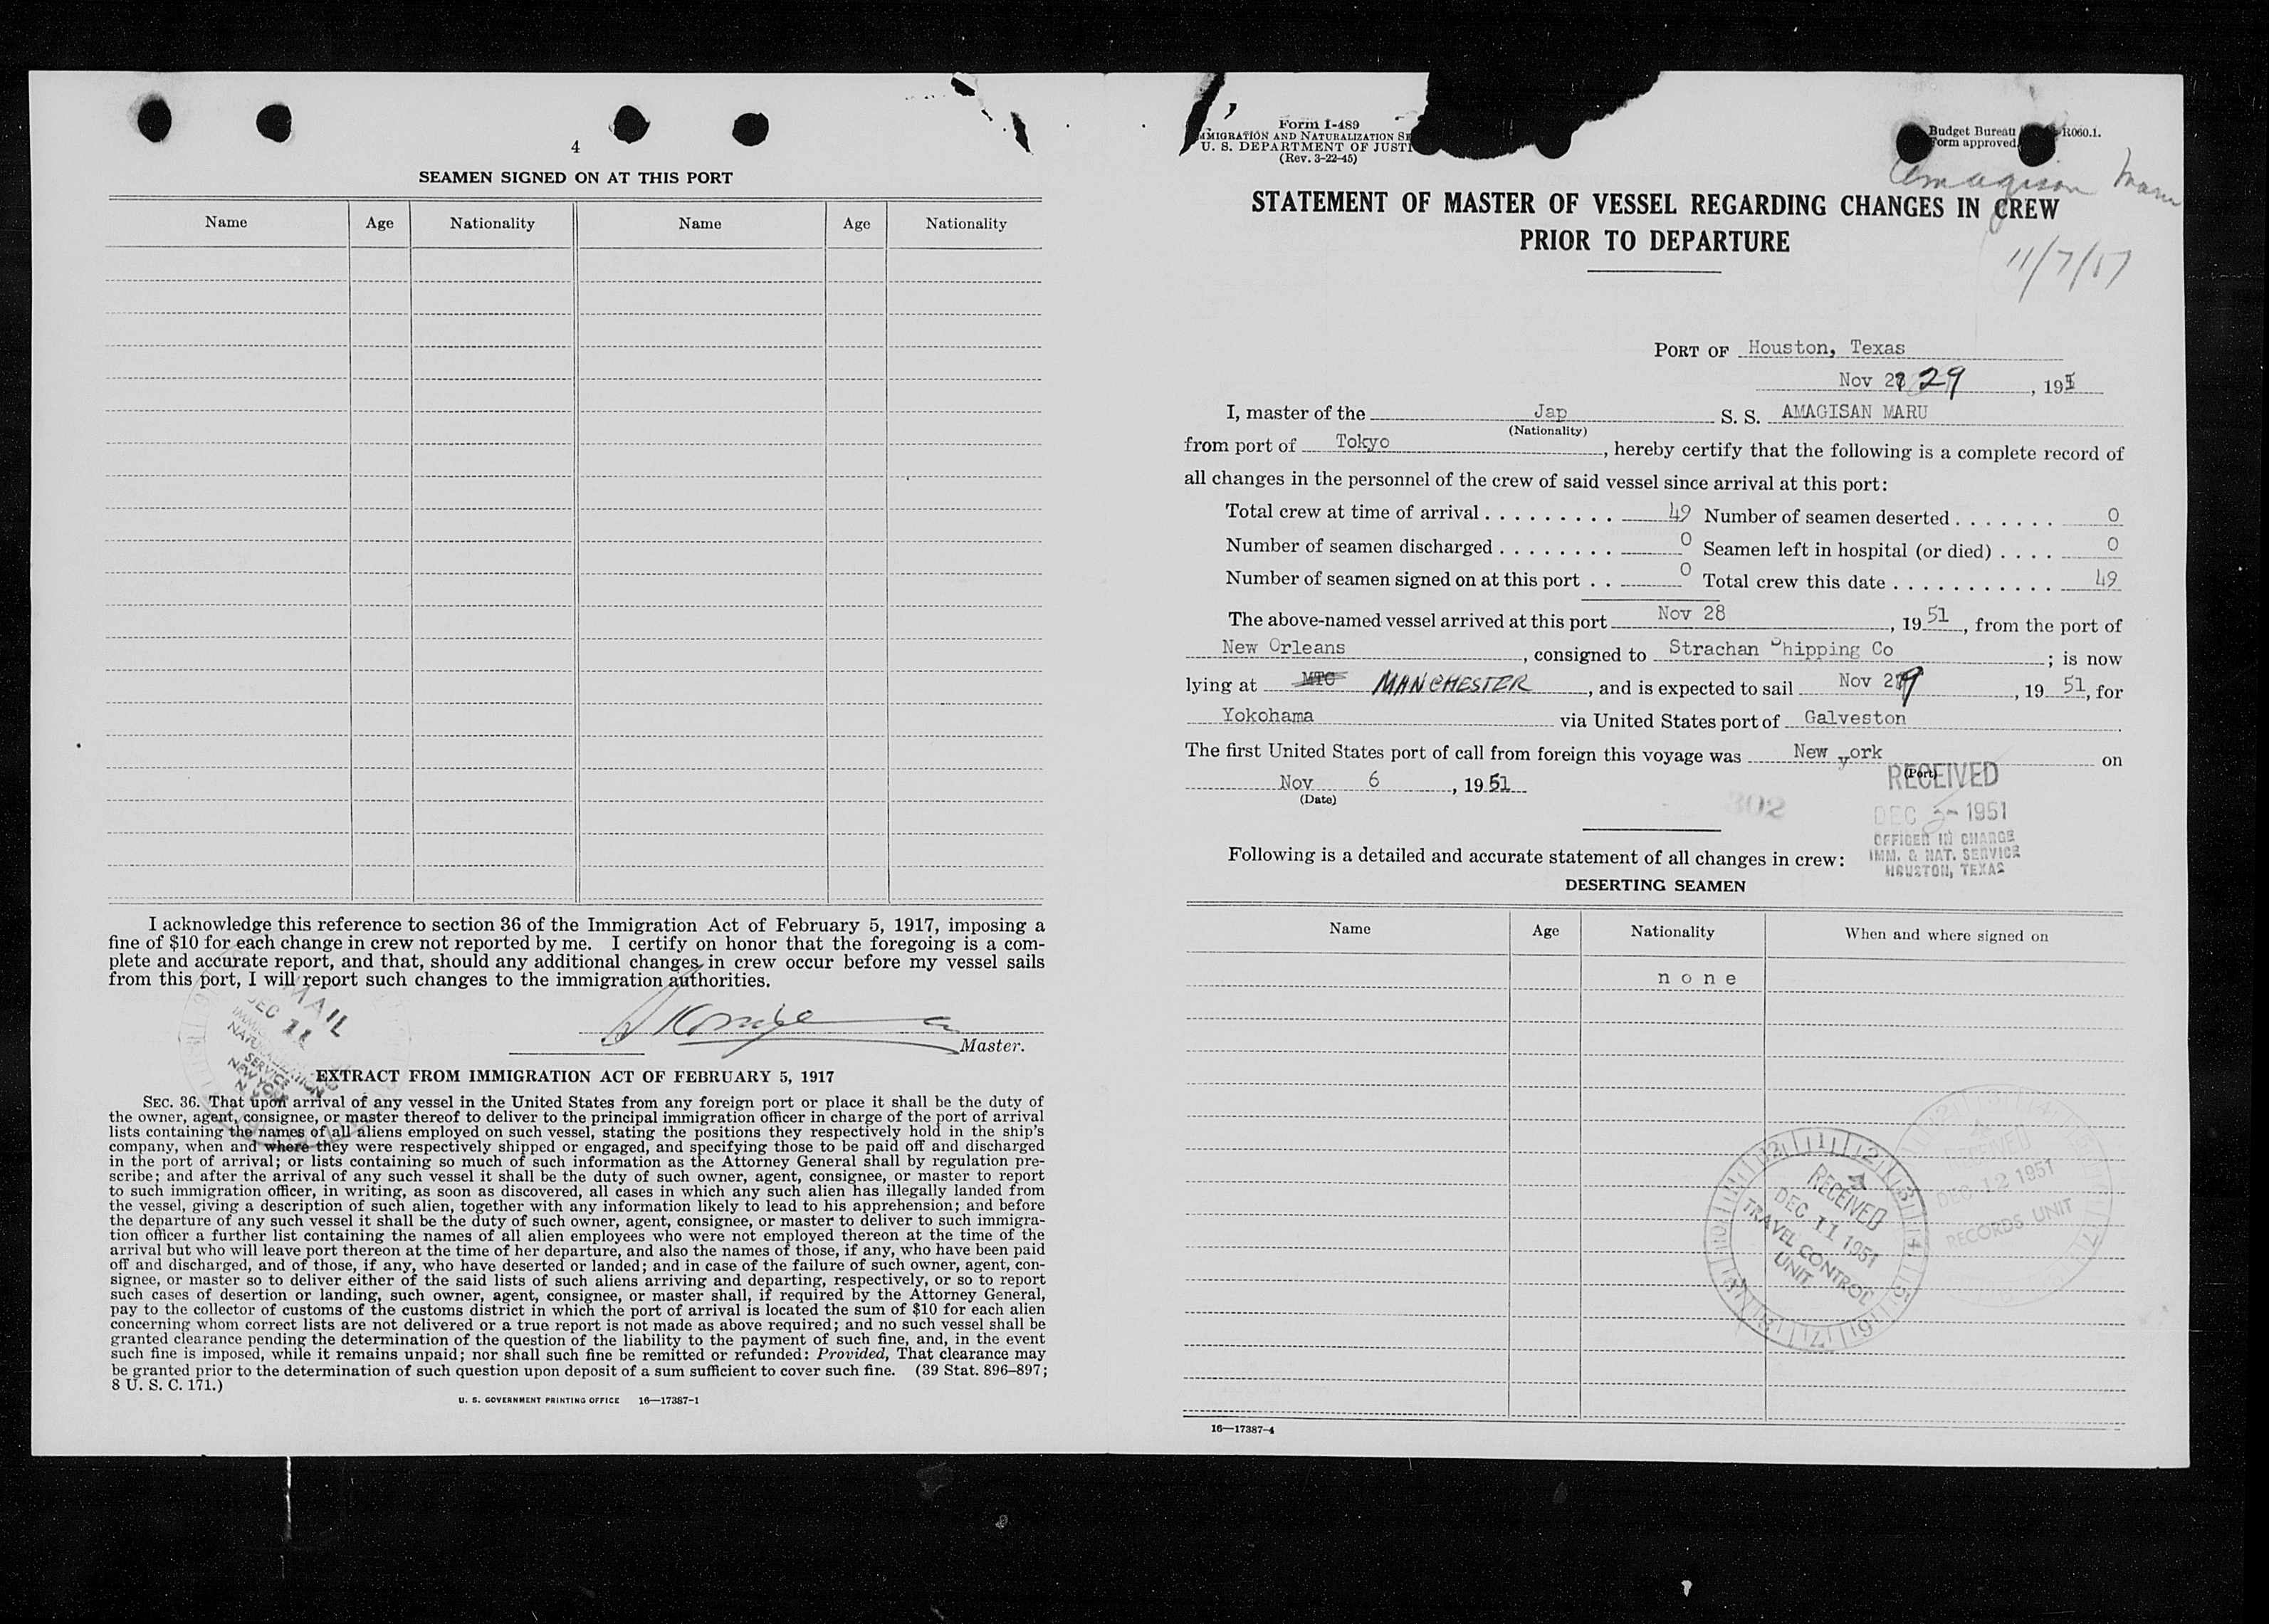 4
SEAMEN SIGNED ON AT THIS PORT
Name Age Nationality Name Age Nationality
I acknowledge this reference to section 36 of the Immigration Act of February 5, 1917, imposing a
fine of $10 for each change in crew not reported by me. I certify on honor that the foregoing is a com-
plete and accurate report, and that, should any additional changes in crew occur before my vessel sails
from this port, I will report such changes to the immigration authorities.
MAIL
DEC 11
NATURALIZATION
SERVICE
NEW YORK
Master.
EXTRACT FROM IMMIGRATION ACT OF FEBRUARY 5, 1917
SEC. 36. That upon arrival of any vessel in the United States from any foreign port or place it shall be the duty of
the owner, agent, consignee, or master thereof to deliver to the principal immigration officer in charge of the port of arrival
lists containing the names of all aliens employed on such vessel, stating the positions they respectively hold in the ship's
company, when and where they were respectively shipped or engaged, and specifying those to be paid off and discharged
in the port of arrival; or lists containing so much of such information as the Attorney General shall by regulation pre-
scribe; and after the arrival of any such vessel it shall be the duty of such owner, agent, consignee, or master to report
to such immigration officer, in writing, as soon as discovered, all cases in which any such alien has illegally landed from
the vessel, giving a description of such alien, together with any information likely to lead to his apprehension; and before
the departure of any such vessel it shall be the duty of such owner, agent, consignee, or master to deliver to such immigra-
tion officer a further list containing the names of all alien employees who were not employed thereon at the time of the
arrival but who will leave port thereon at the time of her departure, and also the names of those, if any, who have been paid
off and discharged, and of those, if any, who have deserted or landed; and in case of the failure of such owner, agent, con-
signee, or master so to deliver either of the said lists of such aliens arriving and departing, respectively, or so to report
such cases of desertion or landing, such owner, agent, consignee, or master shall, if required by the Attorney General,
pay to the collector of customs of the customs district in which the port of arrival is located the sum of $10 for each alien
concerning whom correct lists are not delivered or a true report is not made as above required; and no such vessel shall be
granted clearance pending the determination of the question of the liability to the payment of such fine, and, in the event
such fine is imposed, while it remains unpaid; nor shall such fine be remitted or refunded: Provided, That clearance may
be granted prior to the determination of such question upon deposit of a sum sufficient to cover such fine. (39 Stat. 896–897;
8 U. S. C. 171.)
U. S. GOVERNMENT PRINTING OFFICE 16—17387-1
Form I-489
IMMIGRATION AND NATURALIZATION SE
U. S. DEPARTMENT OF JUSTI
(Rev. 3-22-45)
Budget Bureau R060.1.
Form approved.
Amagison Maru
STATEMENT OF MASTER OF VESSEL REGARDING CHANGES IN CREW
PRIOR TO DEPARTURE
11/7/51
PORT OF Houston, Texas
Nov 28 29, 1951
I, master of the Jap S. S. AMAGISAN MARU
(Nationality)
from port of Tokyo, hereby certify that the following is a complete record of
all changes in the personnel of the crew of said vessel since arrival at this port:
Total crew at time of arrival . . . . . . . . . 49 Number of seamen deserted . . . . . . . 0
Number of seamen discharged . . . . . . . . 0 Seamen left in hospital (or died) . . . . 0
Number of seamen signed on at this port . . 0 Total crew this date . . . . . . . . . . . 49
The above-named vessel arrived at this port Nov 28, 1951, from the port of
New Orleans, consigned to Strachan Shipping Co; is now
lying at MTC MANCHESTER, and is expected to sail Nov 29, 1951, for
Yokohama via United States port of Galveston
The first United States port of call from foreign this voyage was New york on
(Port)
Nov 6, 1951
(Date)
302
RECEIVED
DEC 5- 1951
OFFICER IN CHARGE
IMM. & NAT. SERVICE
HOUSTON, TEXAS
Following is a detailed and accurate statement of all changes in crew:
DESERTING SEAMEN
Name Age Nationality When and where signed on
none
RECEIVED
DEC 11 1951
TRAVEL CONTROL
UNIT
RECEIVED
DEC 12 1951
RECORDS UNIT
16—17387-4